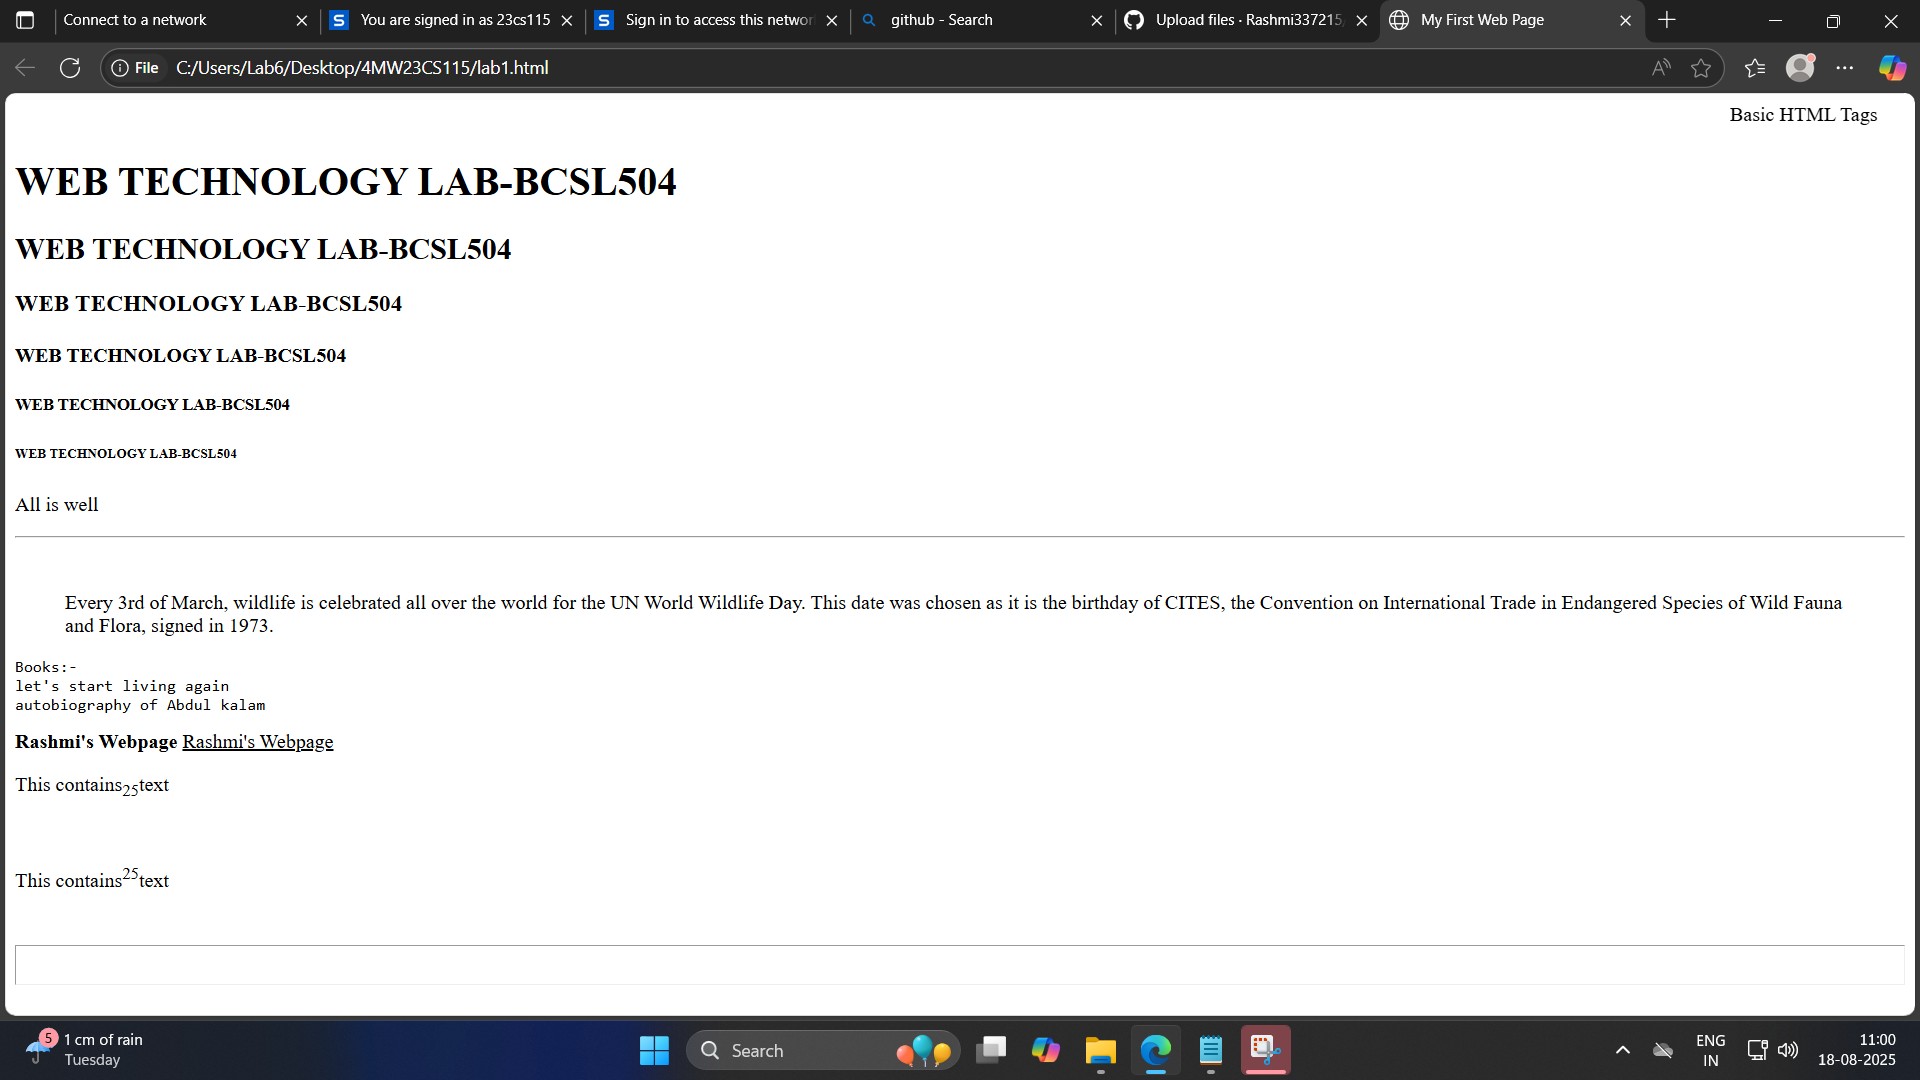 Connect to a network
You are signed in as 23cs115
Sign in to access this networ
github - Search
Upload files · Rashmi337215
My First Web Page
File
C:/Users/Lab6/Desktop/4MW23CS115/lab1.html
Basic HTML Tags
WEB TECHNOLOGY LAB-BCSL504
WEB TECHNOLOGY LAB-BCSL504
WEB TECHNOLOGY LAB-BCSL504
WEB TECHNOLOGY LAB-BCSL504
WEB TECHNOLOGY LAB-BCSL504
WEB TECHNOLOGY LAB-BCSL504
All is well
Every 3rd of March, wildlife is celebrated all over the world for the UN World Wildlife Day. This date was chosen as it is the birthday of CITES, the Convention on International Trade in Endangered Species of Wild Fauna
and Flora, signed in 1973.
Books:-
let's start living again
autobiography of Abdul kalam
Rashmi's Webpage Rashmi's Webpage
This contains25text
This contains25text
5
1 cm of rain
Tuesday
Search
ENG
IN
11:00
18-08-2025